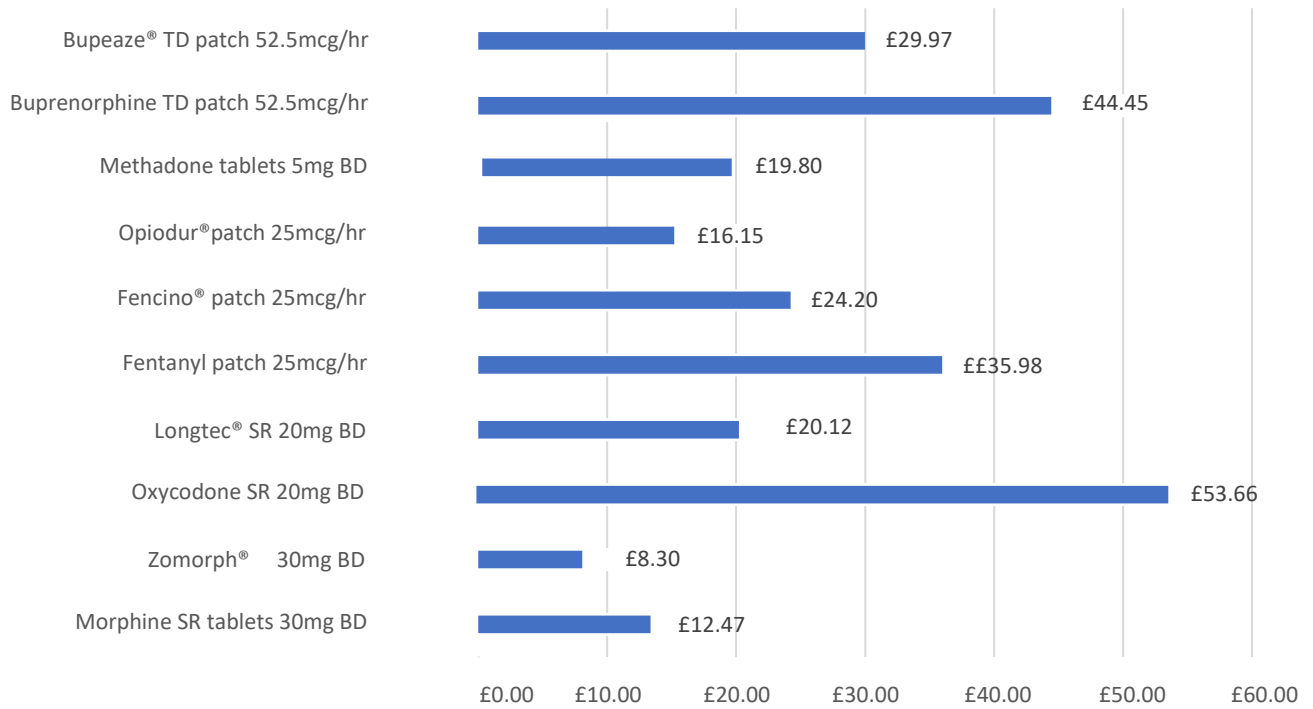 Bupeaze® TD patch 52.5mcg/hr £29.97
Buprenorphine TD patch 52.5mcg/hr £44.45
Methadone tablets 5mg BD £19.80
Opiodur®patch 25mcg/hr £16.15
Fencino® patch 25mcg/hr £24.20
Fentanyl patch 25mcg/hr ££35.98
Longtec® SR 20mg BD £20.12
Oxycodone SR 20mg BD £53.66
Zomorph® 30mg BD £8.30
Morphine SR tablets 30mg BD £12.47
£0.00 £10.00 £20.00 £30.00 £40.00 £50.00 £60.00